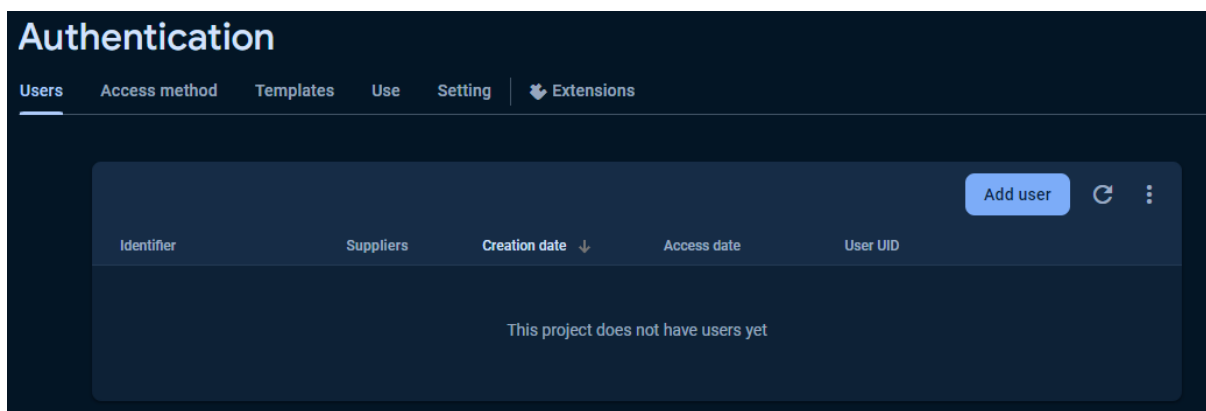 Authentication
Users Access method Templates Use Setting Extensions
Add user
Identifier Suppliers Creation date Access date User UID
This project does not have users yet